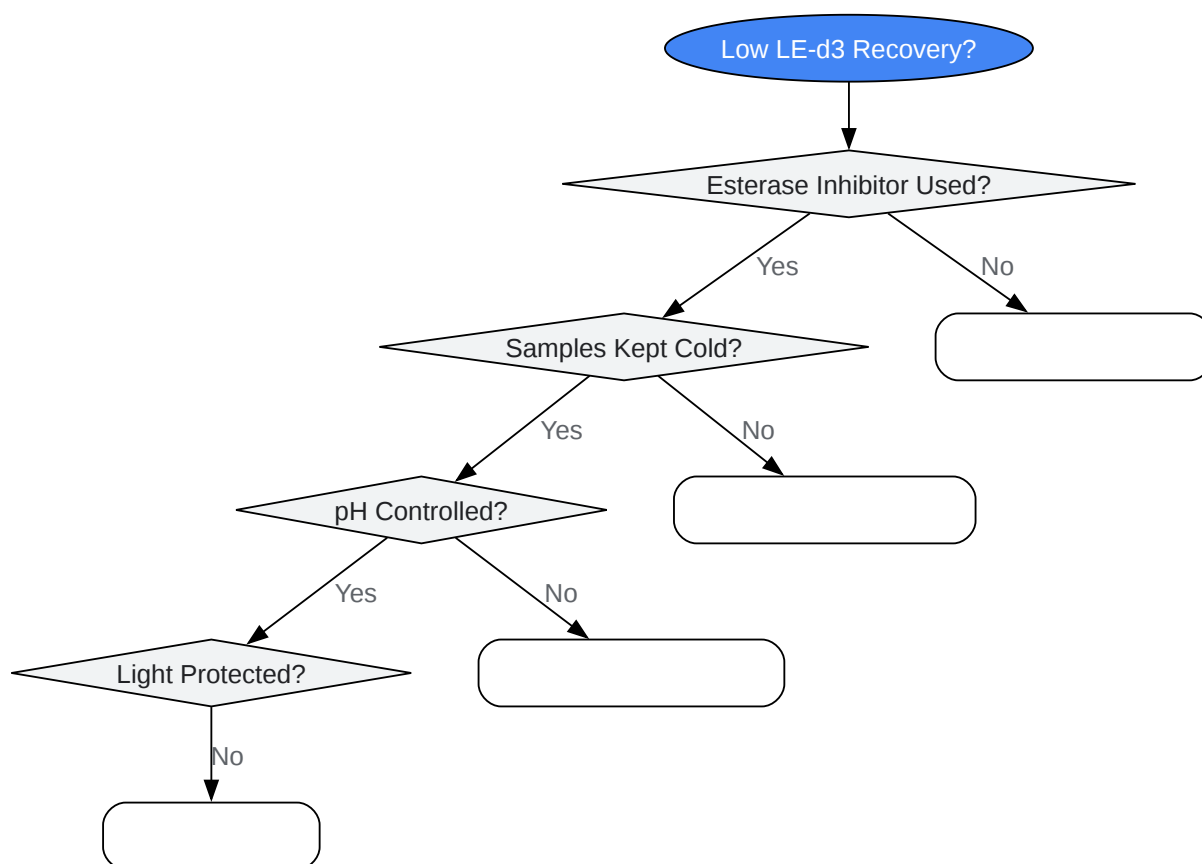 Low LE-d3 Recovery?
Esterase Inhibitor Used?
Yes
No
Samples Kept Cold?
Yes
No
pH Controlled?
Yes
No
Light Protected?
No